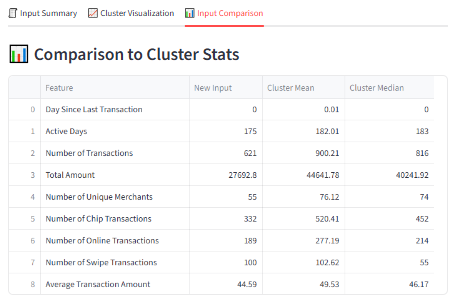 Input Summary Cluster Visualization Input Comparison
Comparison to Cluster Stats
Feature New Input Cluster Mean Cluster Median
0 Day Since Last Transaction 0 0.01 0
1 Active Days 175 182.01 183
2 Number of Transactions 621 900.21 816
3 Total Amount 27692.8 44641.78 40241.92
4 Number of Unique Merchants 55 76.12 74
5 Number of Chip Transactions 332 520.41 452
6 Number of Online Transactions 189 277.19 214
7 Number of Swipe Transactions 100 102.62 55
8 Average Transaction Amount 44.59 49.53 46.17